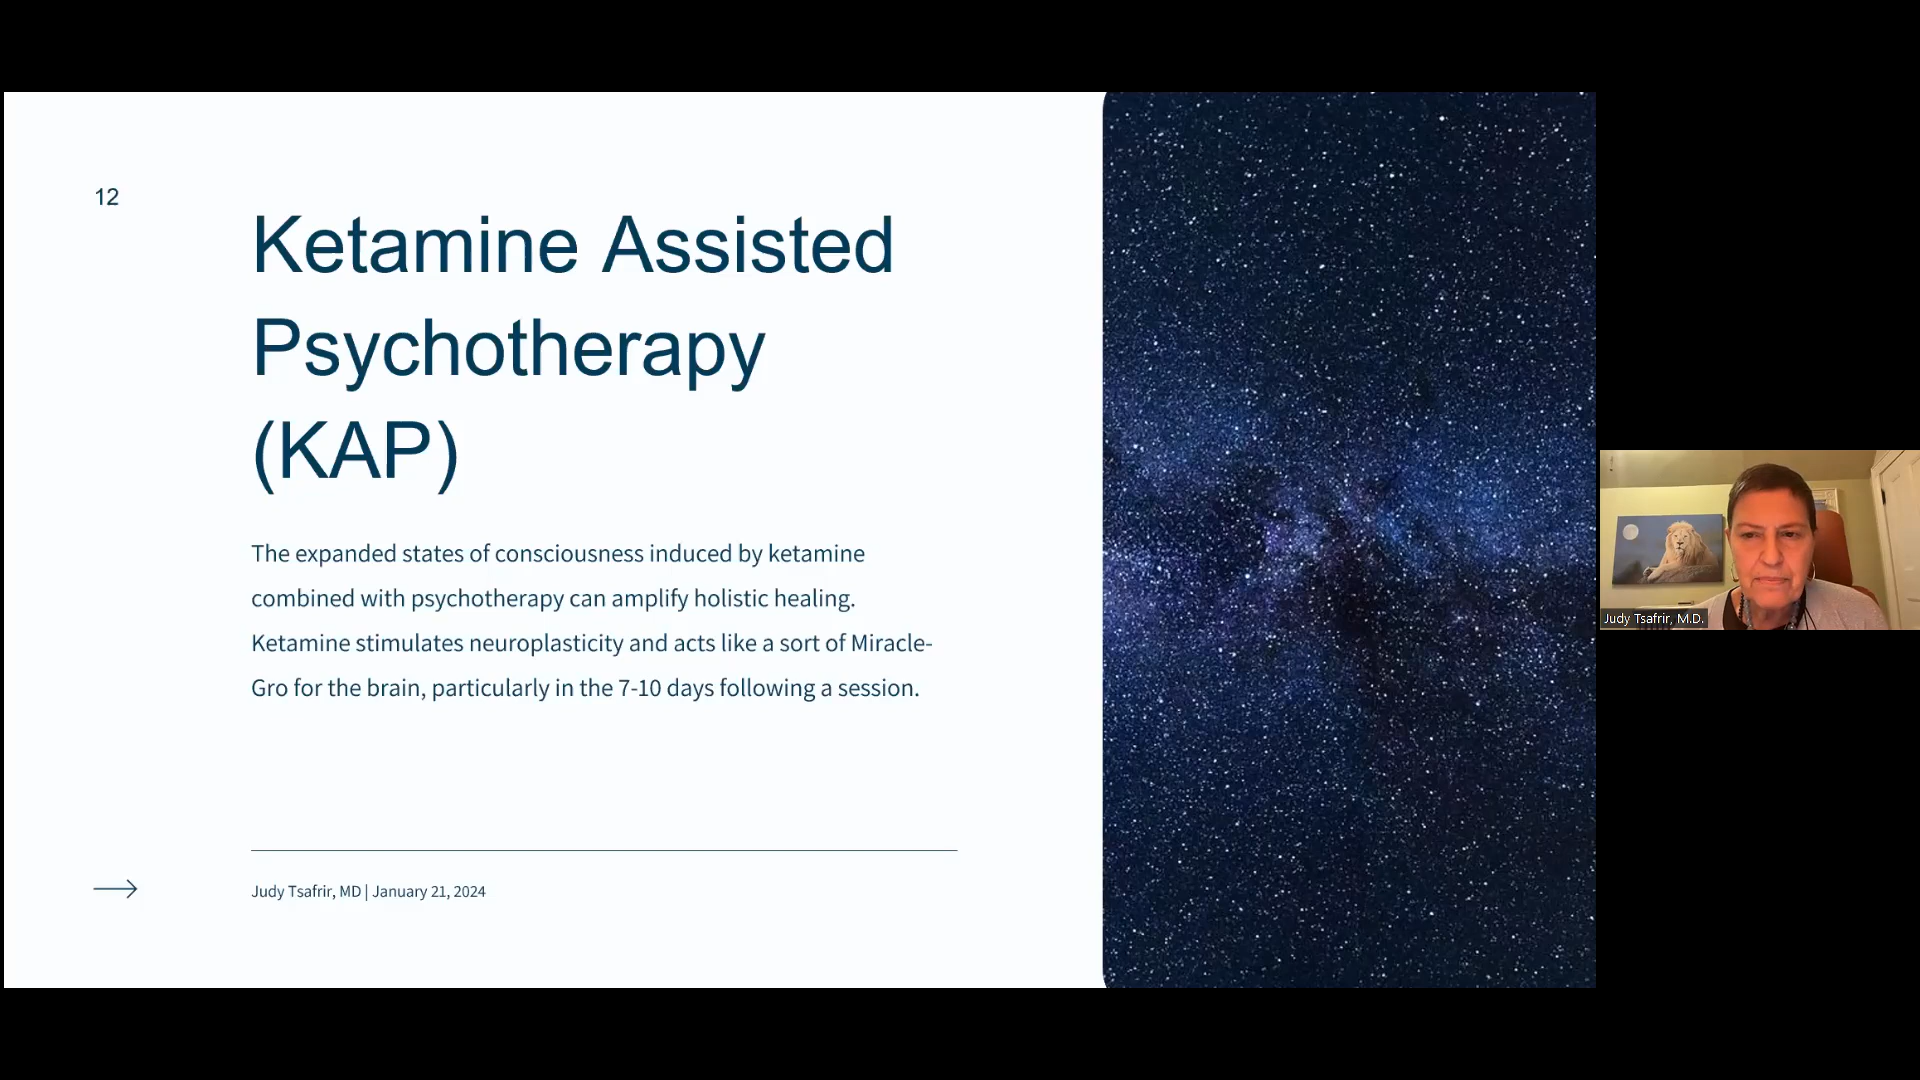 12
Ketamine Assisted
Psychotherapy
(KAP)
The expanded states of consciousness induced by ketamine
combined with psychotherapy can amplify holistic healing.
Ketamine stimulates neuroplasticity and acts like a sort of Miracle-
Gro for the brain, particularly in the 7-10 days following a session.
Judy Tsafrir, MD | January 21, 2024
Judy Tsafrir, M.D.